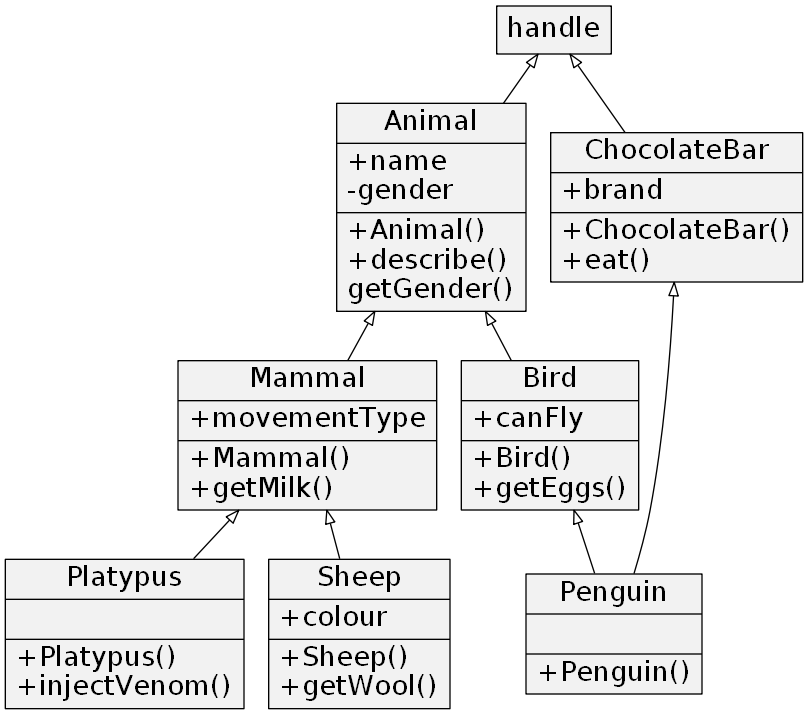 handle
Animal
+name
-gender
+Animal()
+describe()
getGender()
ChocolateBar
+brand
+ChocolateBar()
+eat()
Mammal
+movementType
+Mammal()
+getMilk()
Bird
+canFly
+Bird()
+getEggs()
Platypus
+Platypus()
+injectVenom()
Sheep
+colour
+Sheep()
+getWool()
Penguin
+Penguin()